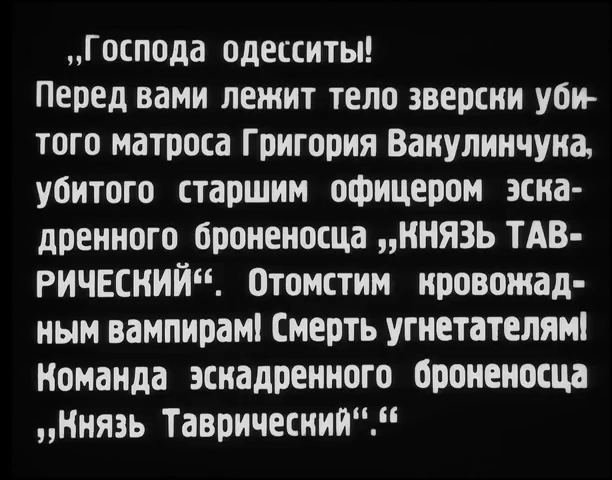 „Господа одесситы!
Перед вами лежит тело зверски уби-
того матроса Григория Вакулинчука,
убитого старшим офицером эска-
дренного броненосца „КНЯЗЬ ТАВ-
РИЧЕСКИЙ“. Отомстим кровожад-
ным вампирам! Смерть угнетателям!
Команда эскадренного броненосца
„Князь Таврический“.“